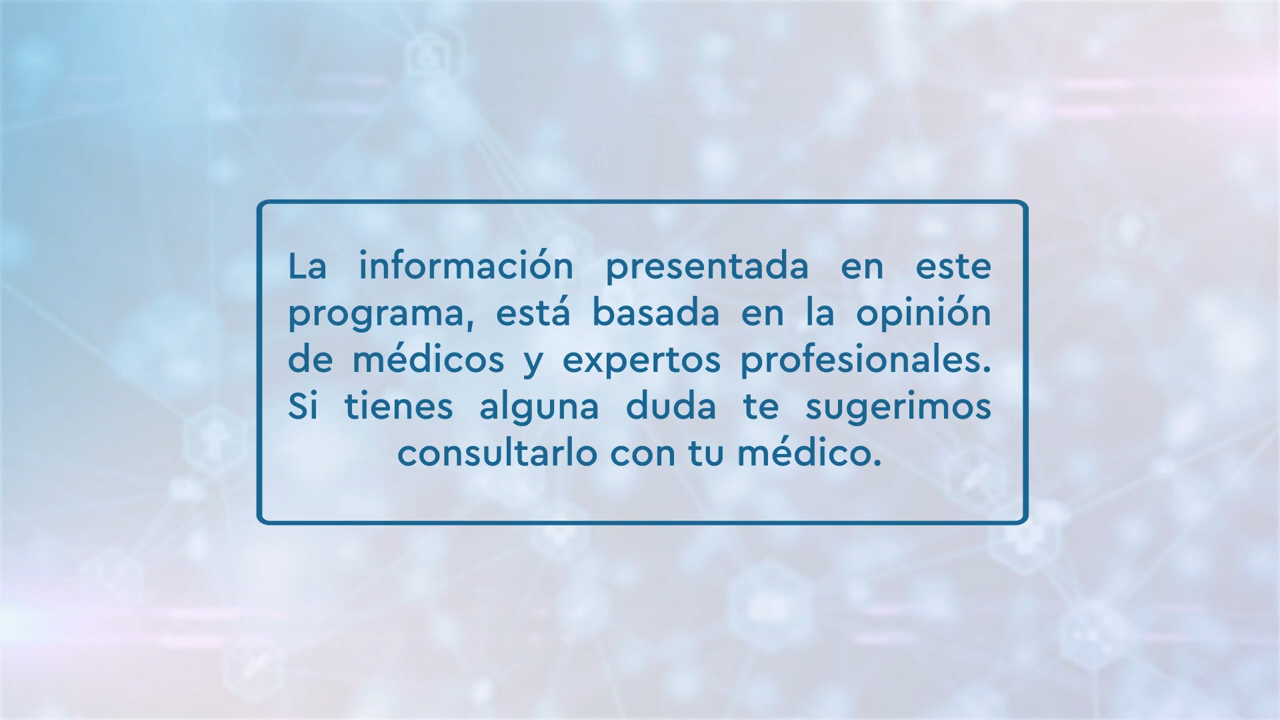 La información presentada en este
programa, está basada en la opinión
de médicos y expertos profesionales.
Si tienes alguna duda te sugerimos
consultarlo con tu médico.